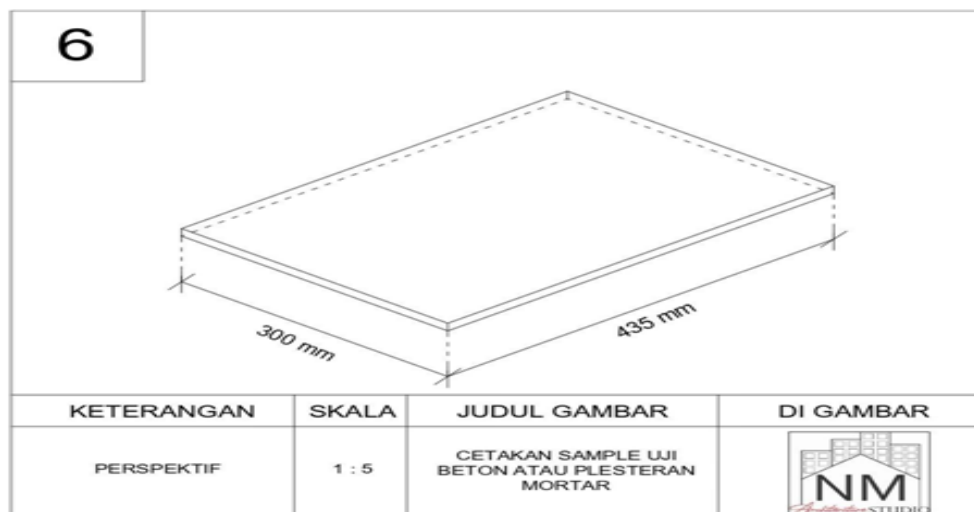 6
300 mm
435 mm
KETERANGAN
SKALA
JUDUL GAMBAR
DI GAMBAR
PERSPEKTIF
1 : 5
CETAKAN SAMPLE UJI
BETON ATAU PLESTERAN
MORTAR
NM
STUDIO